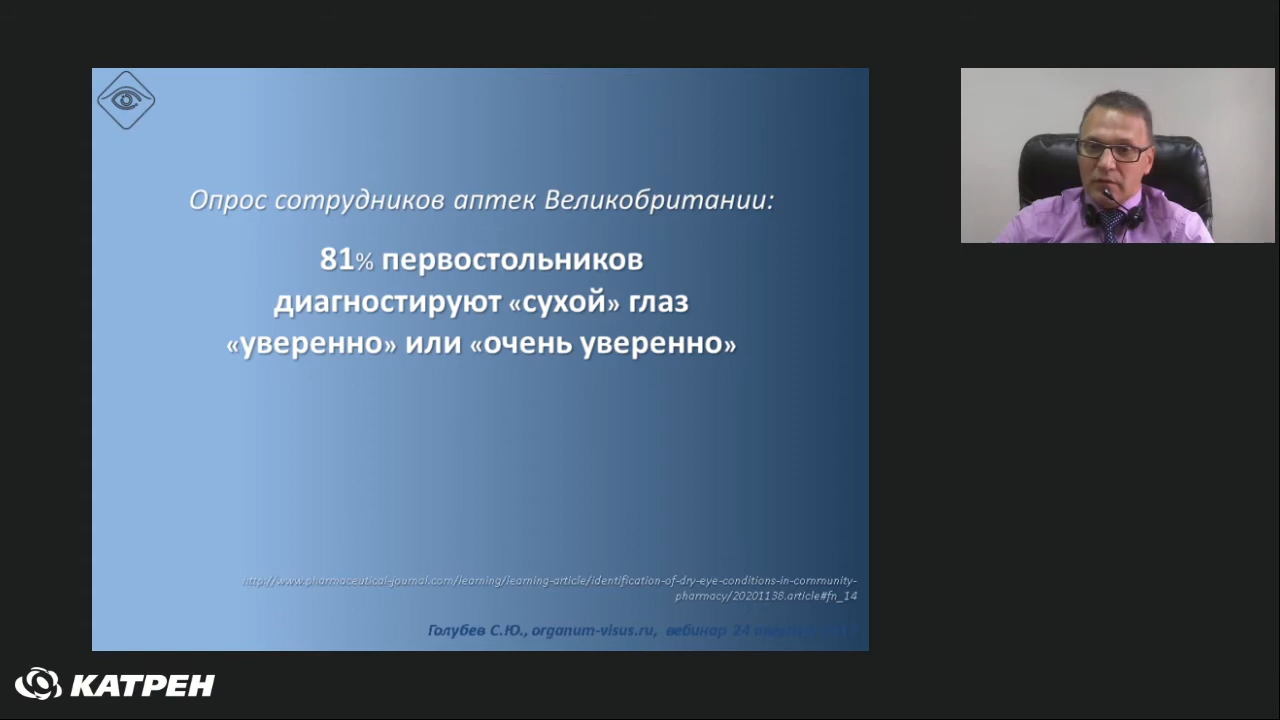 Опрос сотрудников аптек Великобритании:
81% первостольников
диагностируют «сухой» глаз
«уверенно» или «очень уверенно»
http://www.pharmaceutical-journal.com/learning/learning-article/identification-of-dry-eye-conditions-in-community-
pharmacy/20201138.article#fn_14
Голубев С.Ю., organum-visus.ru, вебинар 24
КАТРЕН